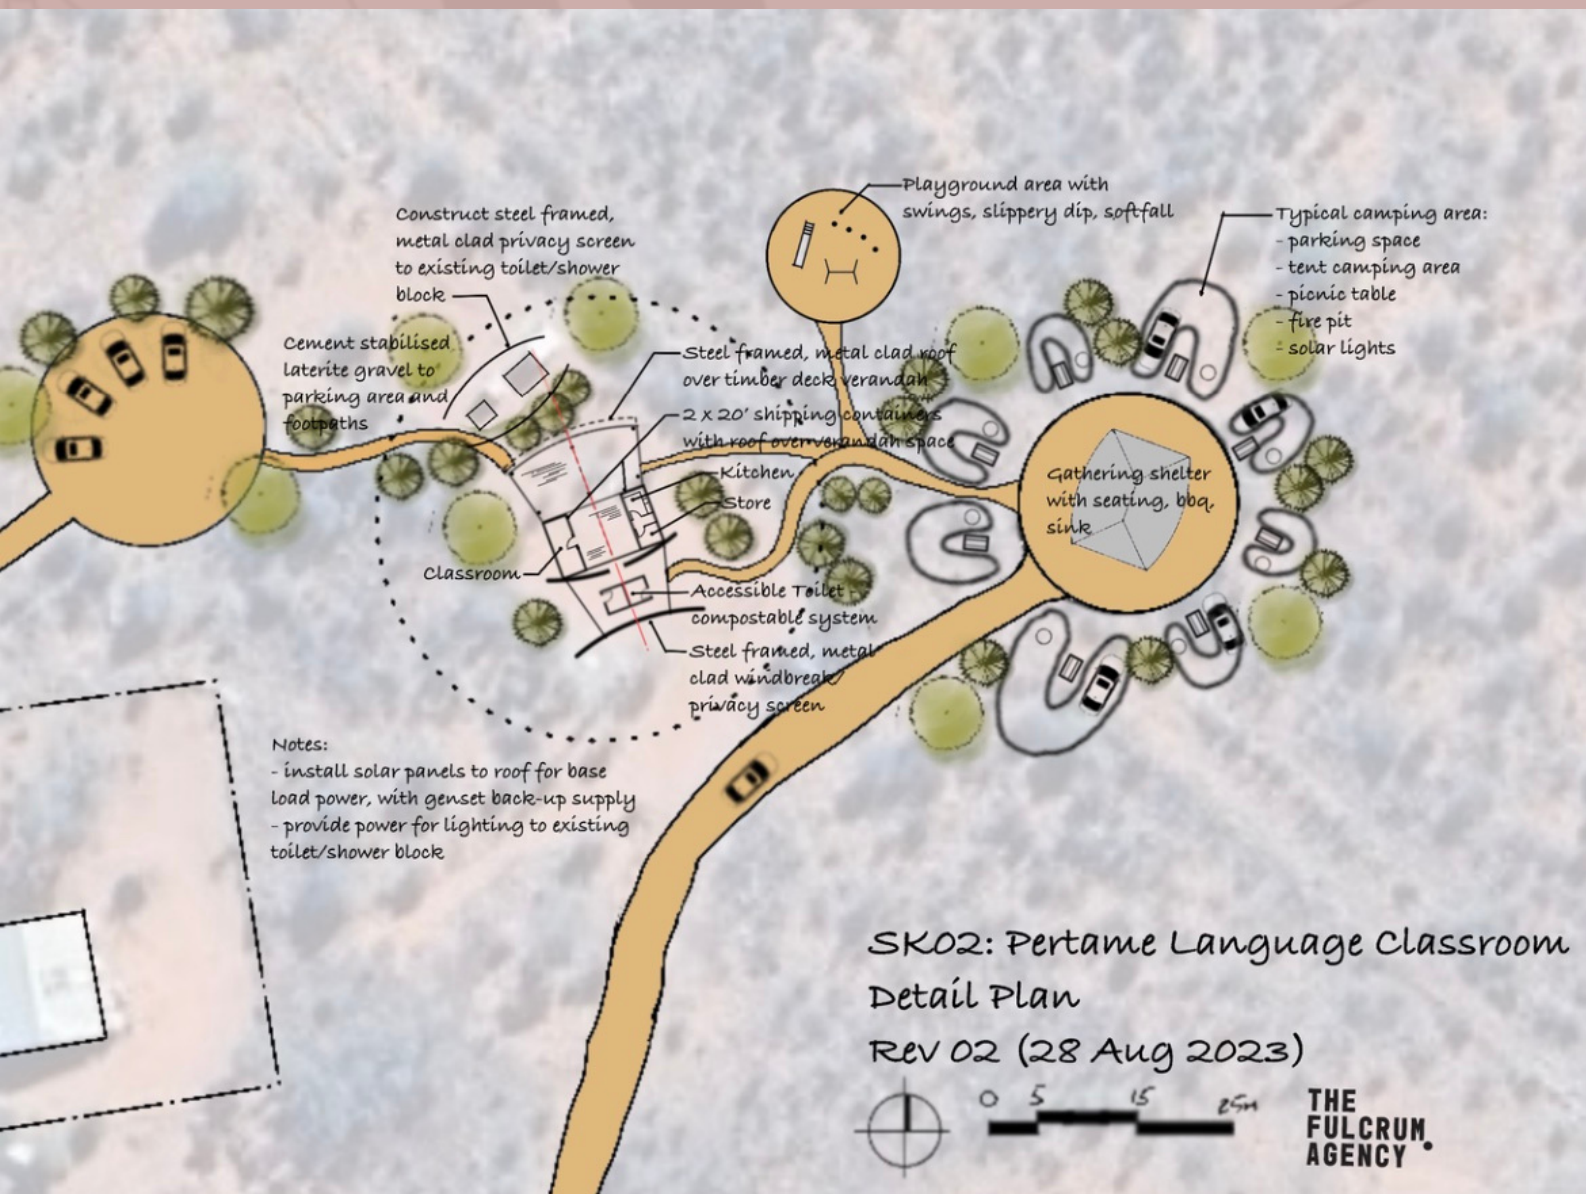 Playground area with
swings, slippery dip, softfall
Construct steel framed,
metal clad privacy screen
to existing toilet/shower
block
Typical camping area:
- parking space
- tent camping area
- picnic table
- fire pit
- solar lights
Cement stabilised
laterite gravel to
parking area and
footpaths
Steel framed, metal clad roof
over timber deck verandah
2 x 20' shipping containers
with roof over verandah space
Kitchen
Store
Gathering shelter
with seating, bbq,
sink
Classroom
Accessible Toilet
compostable system
Steel framed, metal
clad windbreak/
privacy screen
Notes:
- install solar panels to roof for base
load power, with genset back-up supply
- provide power for lighting to existing
toilet/shower block
SK02: Pertame Language Classroom
Detail Plan
Rev 02 (28 Aug 2023)
0 5 15 25m
THE
FULCRUM
AGENCY.